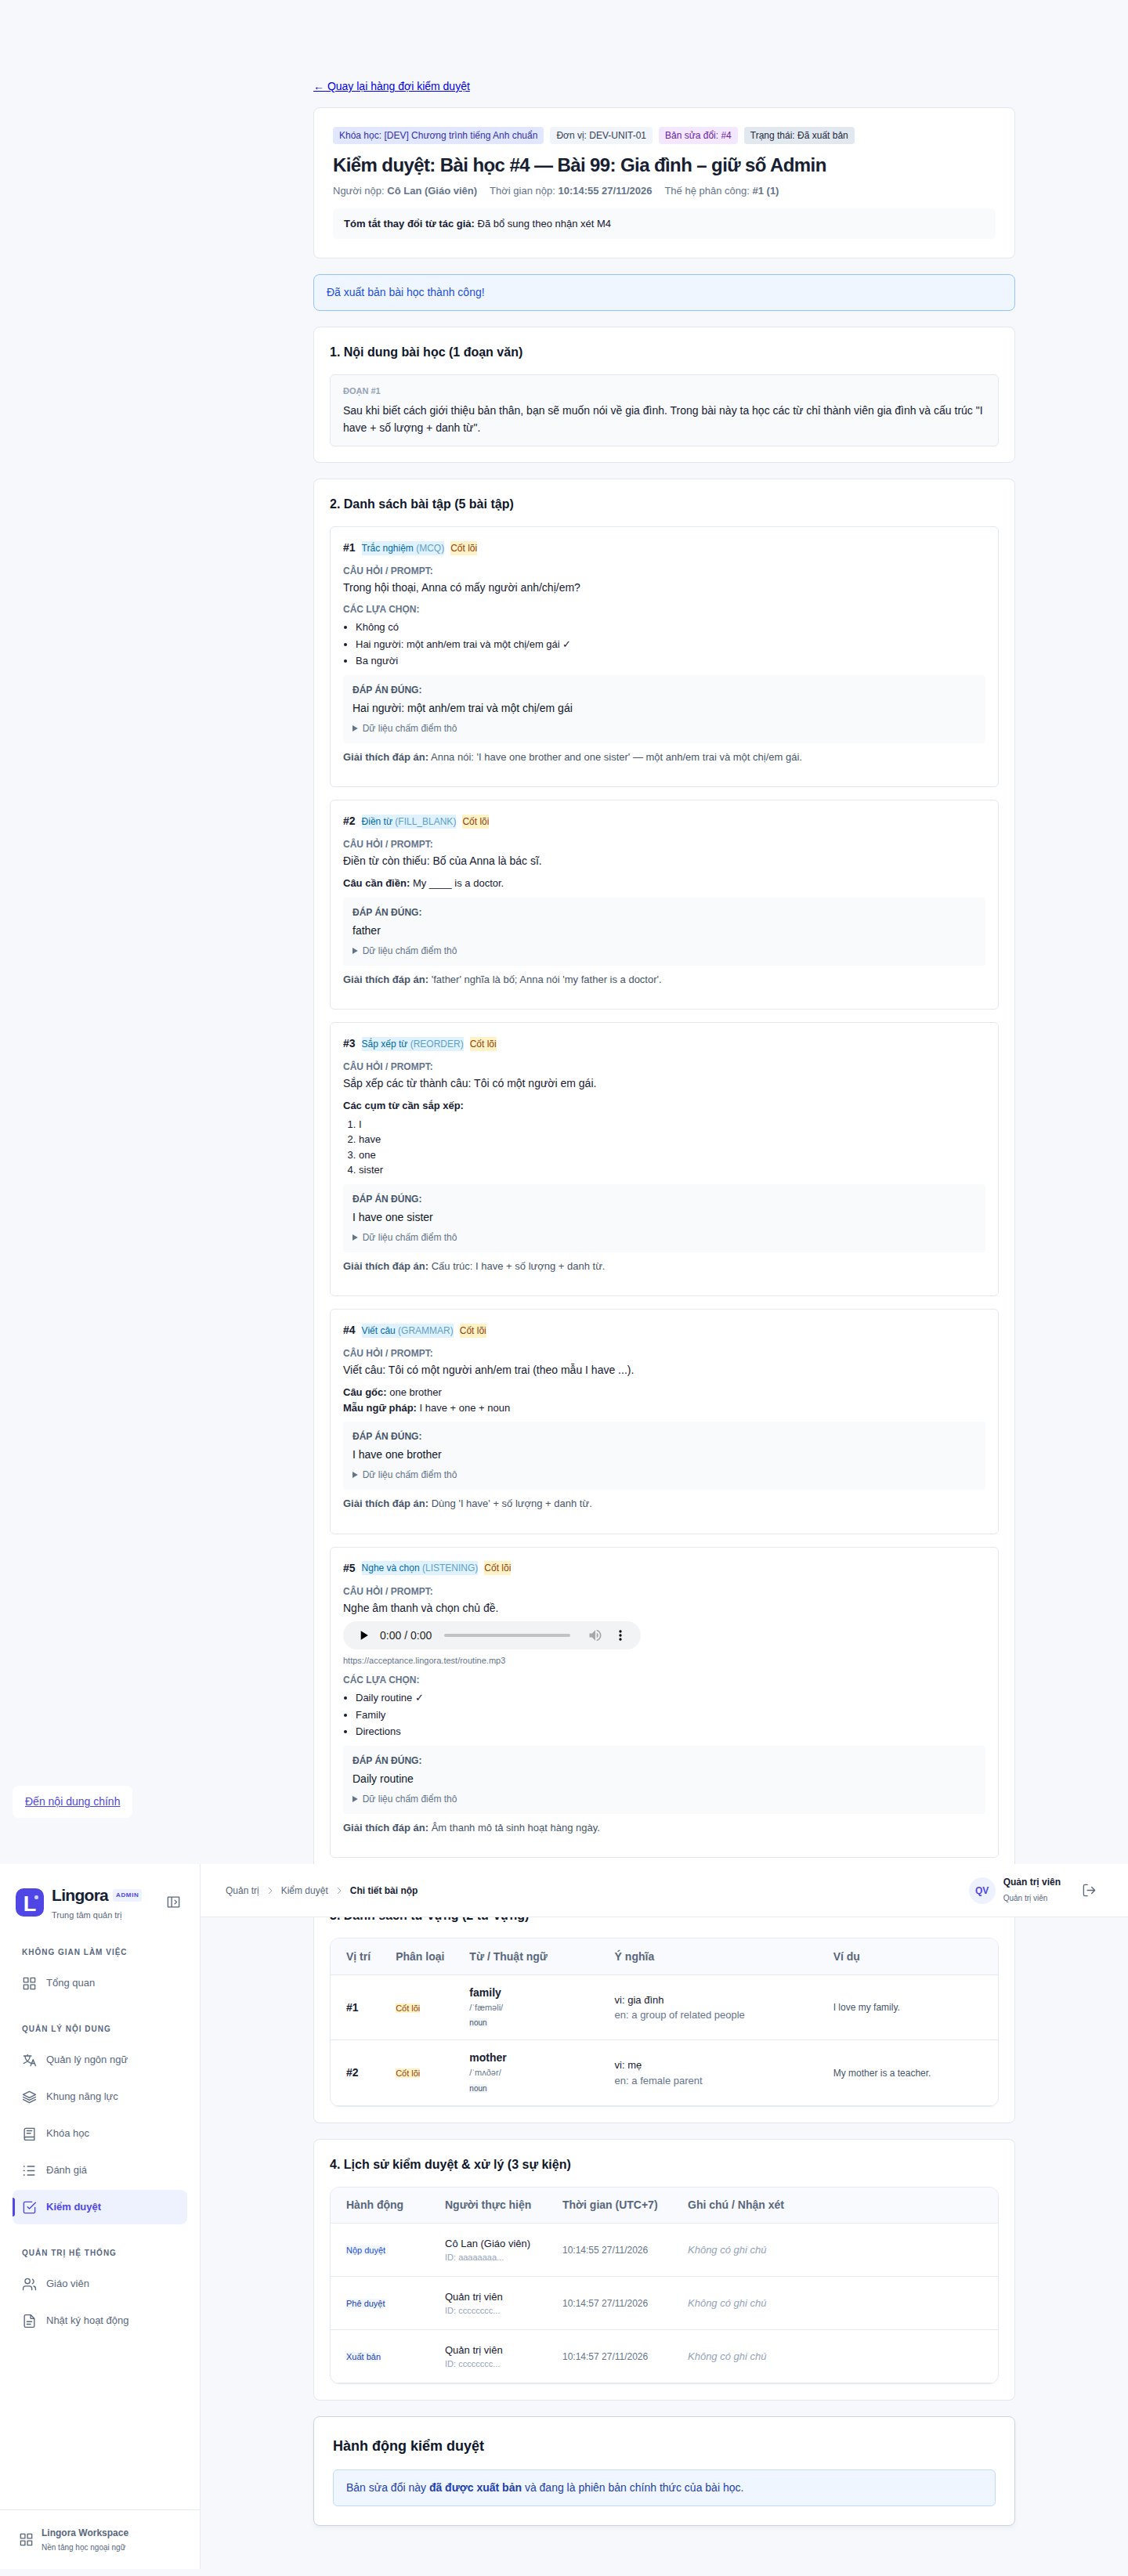 ← Quay lại hàng đợi kiểm duyệt
Khóa học: [DEV] Chương trình tiếng Anh chuẩn
Đơn vị: DEV-UNIT-01
Bản sửa đổi: #4
Trạng thái: Đã xuất bản
Kiểm duyệt: Bài học #4 — Bài 99: Gia đình – giữ số Admin
Người nộp: Cô Lan (Giáo viên) Thời gian nộp: 10:14:55 27/11/2026 Thế hệ phân công: #1 (1)
Tóm tắt thay đổi từ tác giả: Đã bổ sung theo nhận xét M4
Đã xuất bản bài học thành công!
1. Nội dung bài học (1 đoạn văn)
ĐOẠN #1
Sau khi biết cách giới thiệu bản thân, bạn sẽ muốn nói về gia đình. Trong bài này ta học các từ chỉ thành viên gia đình và cấu trúc "I
have + số lượng + danh từ".
2. Danh sách bài tập (5 bài tập)
#1 Trắc nghiệm (MCQ) Cốt lõi
CÂU HỎI / PROMPT:
Trong hội thoại, Anna có mấy người anh/chị/em?
CÁC LỰA CHỌN:
• Không có
• Hai người: một anh/em trai và một chị/em gái ✓
• Ba người
ĐÁP ÁN ĐÚNG:
Hai người: một anh/em trai và một chị/em gái
▶ Dữ liệu chấm điểm thô
Giải thích đáp án: Anna nói: 'I have one brother and one sister' — một anh/em trai và một chị/em gái.
#2 Điền từ (FILL_BLANK) Cốt lõi
CÂU HỎI / PROMPT:
Điền từ còn thiếu: Bố của Anna là bác sĩ.
Câu cần điền: My ____ is a doctor.
ĐÁP ÁN ĐÚNG:
father
▶ Dữ liệu chấm điểm thô
Giải thích đáp án: 'father' nghĩa là bố; Anna nói 'my father is a doctor'.
#3 Sắp xếp từ (REORDER) Cốt lõi
CÂU HỎI / PROMPT:
Sắp xếp các từ thành câu: Tôi có một người em gái.
Các cụm từ cần sắp xếp:
1. I
2. have
3. one
4. sister
ĐÁP ÁN ĐÚNG:
I have one sister
▶ Dữ liệu chấm điểm thô
Giải thích đáp án: Cấu trúc: I have + số lượng + danh từ.
#4 Viết câu (GRAMMAR) Cốt lõi
CÂU HỎI / PROMPT:
Viết câu: Tôi có một người anh/em trai (theo mẫu I have ...).
Câu gốc: one brother
Mẫu ngữ pháp: I have + one + noun
ĐÁP ÁN ĐÚNG:
I have one brother
▶ Dữ liệu chấm điểm thô
Giải thích đáp án: Dùng 'I have' + số lượng + danh từ.
#5 Nghe và chọn (LISTENING) Cốt lõi
CÂU HỎI / PROMPT:
Nghe âm thanh và chọn chủ đề.
0:00 / 0:00
https://acceptance.lingora.test/routine.mp3
CÁC LỰA CHỌN:
• Daily routine ✓
• Family
• Directions
ĐÁP ÁN ĐÚNG:
Daily routine
▶ Dữ liệu chấm điểm thô
Giải thích đáp án: Âm thanh mô tả sinh hoạt hàng ngày.
Đến nội dung chính
Lingora ADMIN
Trung tâm quản trị
KHÔNG GIAN LÀM VIỆC
Tổng quan
QUẢN LÝ NỘI DUNG
Quản lý ngôn ngữ
Khung năng lực
Khóa học
Đánh giá
Kiểm duyệt
QUẢN TRỊ HỆ THỐNG
Giáo viên
Nhật ký hoạt động
Lingora Workspace
Nền tảng học ngoại ngữ
Quản trị > Kiểm duyệt > Chi tiết bài nộp
QV
Quản trị viên
Quản trị viên
3. Danh sách từ vựng (2 từ vựng)
Vị trí Phân loại Từ / Thuật ngữ Ý nghĩa Ví dụ
#1 Cốt lõi
family
/ˈfæməli/
noun
vi: gia đình
en: a group of related people
I love my family.
#2 Cốt lõi
mother
/ˈmʌðər/
noun
vi: mẹ
en: a female parent
My mother is a teacher.
4. Lịch sử kiểm duyệt & xử lý (3 sự kiện)
Hành động Người thực hiện Thời gian (UTC+7) Ghi chú / Nhận xét
Nộp duyệt
Cô Lan (Giáo viên)
ID: aaaaaaaa...
10:14:55 27/11/2026
Không có ghi chú
Phê duyệt
Quản trị viên
ID: cccccccc...
10:14:57 27/11/2026
Không có ghi chú
Xuất bản
Quản trị viên
ID: cccccccc...
10:14:57 27/11/2026
Không có ghi chú
Hành động kiểm duyệt
Bản sửa đổi này đã được xuất bản và đang là phiên bản chính thức của bài học.